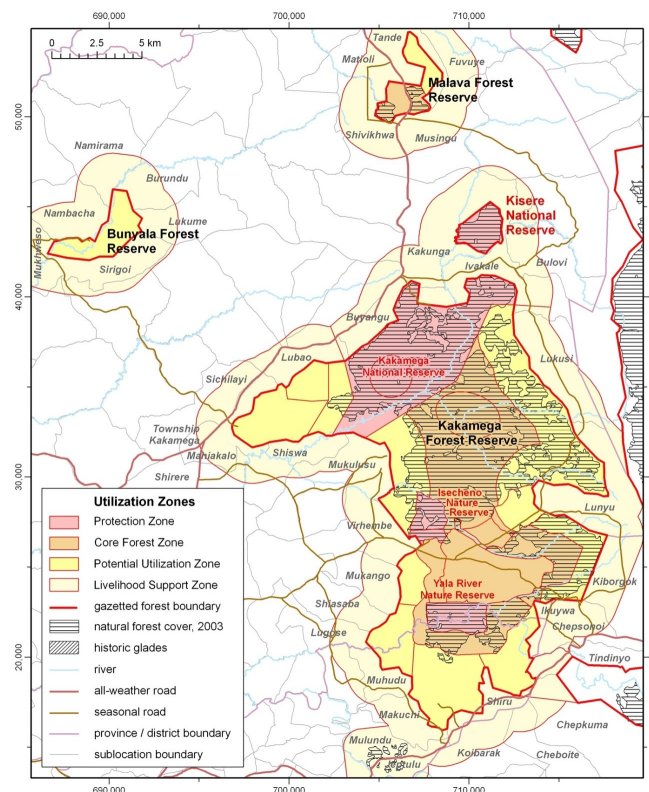 690,000
700,000
710,000
0 2.5 5 km
Tande
Matioli
Fuvuye
Malava Forest
Reserve
50,000
Shivikhwa
Musingu
Namirama
Burundu
Kisere
National
Reserve
Nambacha
Lukume
Bunyala Forest
Reserve
Mukhweso
Sirigoi
Kakunga
Ivakale
Bulovi
40,000
Buyangu
Lubao
Kakamega
National Reserve
Lukusi
Sichilayi
Kakamega
Forest Reserve
Township
Kakamega
Mahiakalo
Shiswa
Mukulusu
30,000
Shirere
Isecheno
Nature
Reserve
Lunyu
Virhembe
Utilization Zones
Protection Zone
Core Forest Zone
Potential Utilization Zone
Livelihood Support Zone
gazetted forest boundary
natural forest cover, 2003
historic glades
river
all-weather road
seasonal road
province / district boundary
sublocation boundary
Mukango
Yala River
Nature Reserve
Kiborgok
Shiasaba
Ikuywa
Chepsonoi
Lugose
20,000
Tindinyo
Muhudu
Shiru
Makuchi
Chepkuma
Mulundu
Koibarak
Cheboite
690,000
700,000
710,000